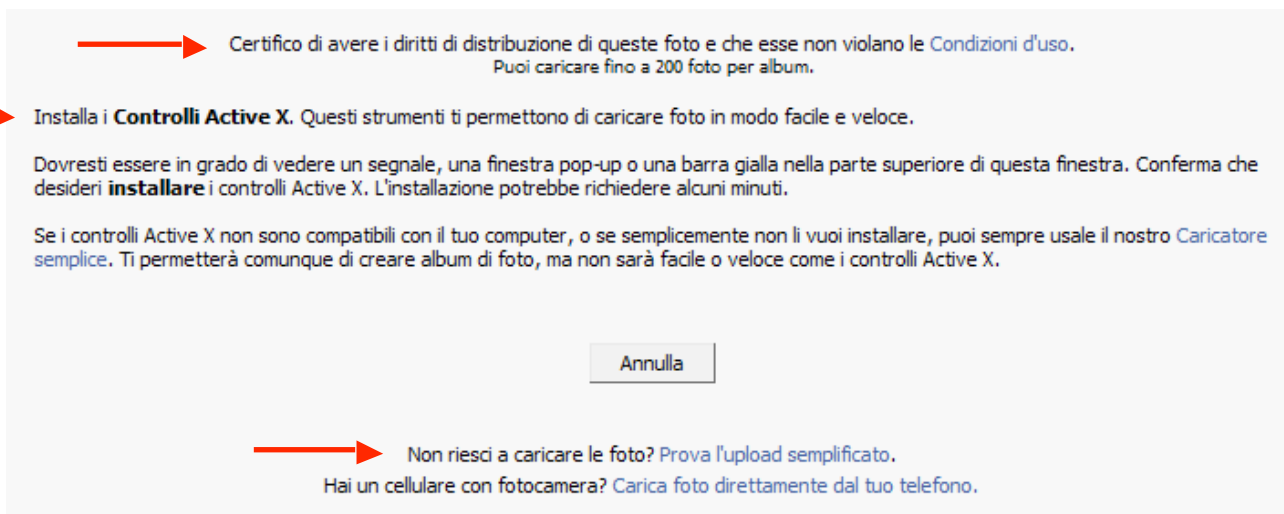 Certifico di avere i diritti di distribuzione di queste foto e che esse non violano le Condizioni d'uso.
Puoi caricare fino a 200 foto per album.
Installa i Controlli Active X. Questi strumenti ti permettono di caricare foto in modo facile e veloce.
Dovresti essere in grado di vedere un segnale, una finestra pop-up o una barra gialla nella parte superiore di questa finestra. Conferma che
desideri installare i controlli Active X. L'installazione potrebbe richiedere alcuni minuti.
Se i controlli Active X non sono compatibili con il tuo computer, o se semplicemente non li vuoi installare, puoi sempre usale il nostro Caricatore
semplice. Ti permetterà comunque di creare album di foto, ma non sarà facile o veloce come i controlli Active X.
Annulla
Non riesci a caricare le foto? Prova l'upload semplificato.
Hai un cellulare con fotocamera? Carica foto direttamente dal tuo telefono.